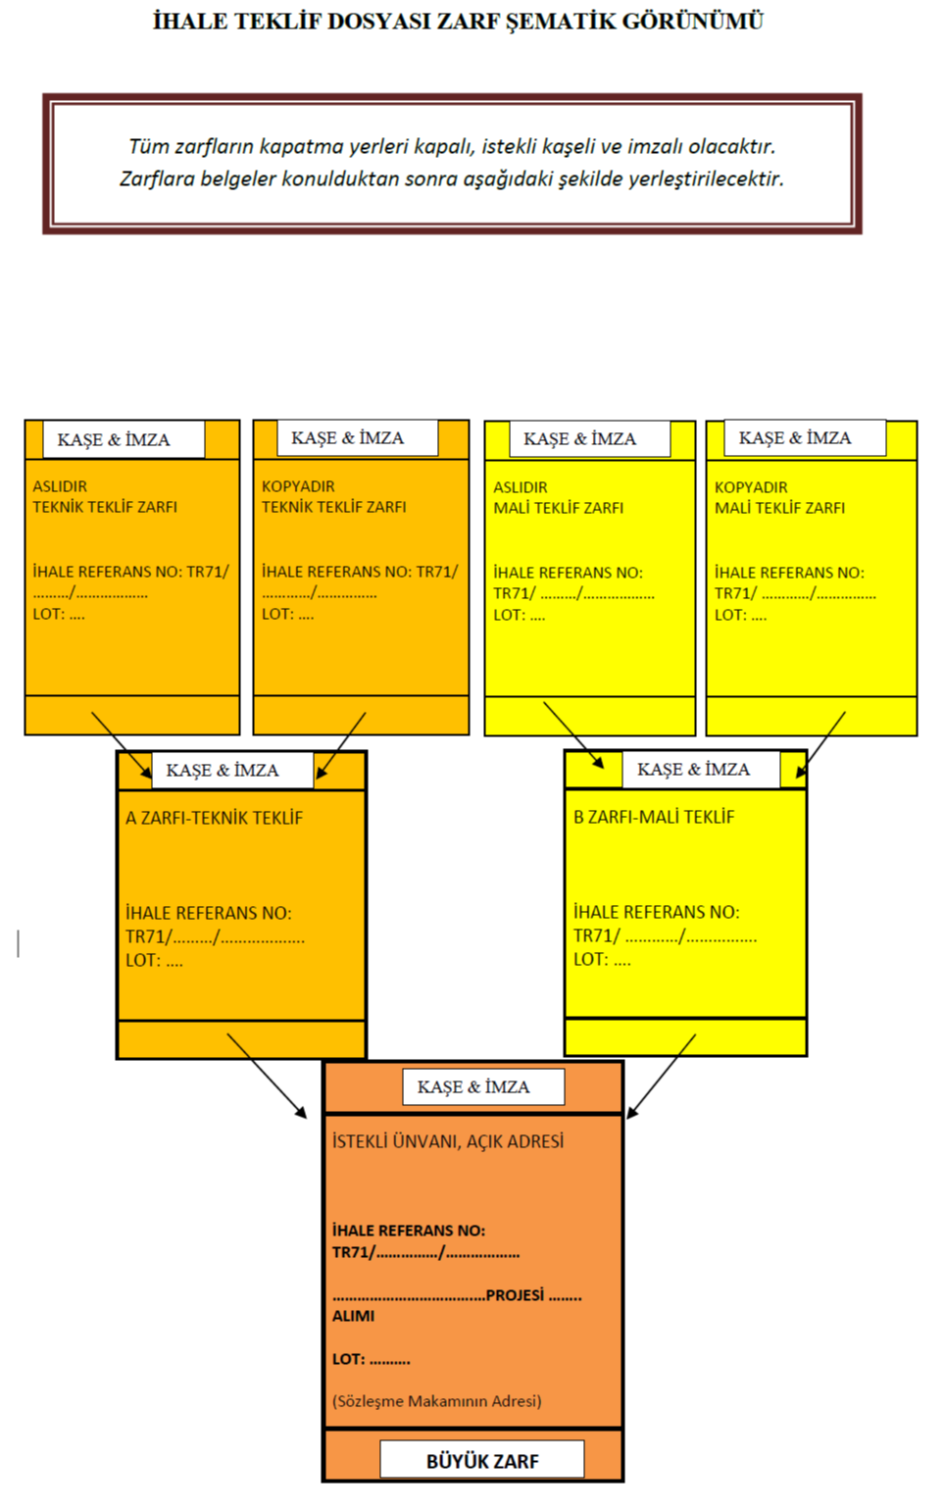 İHALE TEKLİF DOSYASI ZARF ŞEMATİK GÖRÜNÜMÜ
Tüm zarfların kapatma yerleri kapalı, istekli kaşeli ve imzalı olacaktır.
Zarflara belgeler konulduktan sonra aşağıdaki şekilde yerleştirilecektir.
KAŞE & İMZA
ASLIDIR
TEKNİK TEKLİF ZARFI
İHALE REFERANS NO: TR71/
………/………………
LOT: ….
KAŞE & İMZA
KOPYADIR
TEKNİK TEKLİF ZARFI
İHALE REFERANS NO: TR71/
…………/……………
LOT: ….
KAŞE & İMZA
ASLIDIR
MALİ TEKLİF ZARFI
İHALE REFERANS NO:
TR71/ ………/………………
LOT: ….
KAŞE & İMZA
KOPYADIR
MALİ TEKLİF ZARFI
İHALE REFERANS NO:
TR71/ …………/……………
LOT: ….
KAŞE & İMZA
A ZARFI-TEKNİK TEKLİF
İHALE REFERANS NO:
TR71/………/……………….
LOT: ….
KAŞE & İMZA
B ZARFI-MALİ TEKLİF
İHALE REFERANS NO:
TR71/ …………/…………….
LOT: ….
KAŞE & İMZA
İSTEKLİ ÜNVANI, AÇIK ADRESİ
İHALE REFERANS NO:
TR71/……………/………………
…………………………………PROJESİ ……..
ALIMI
LOT: ……….
(Sözleşme Makamının Adresi)
BÜYÜK ZARF